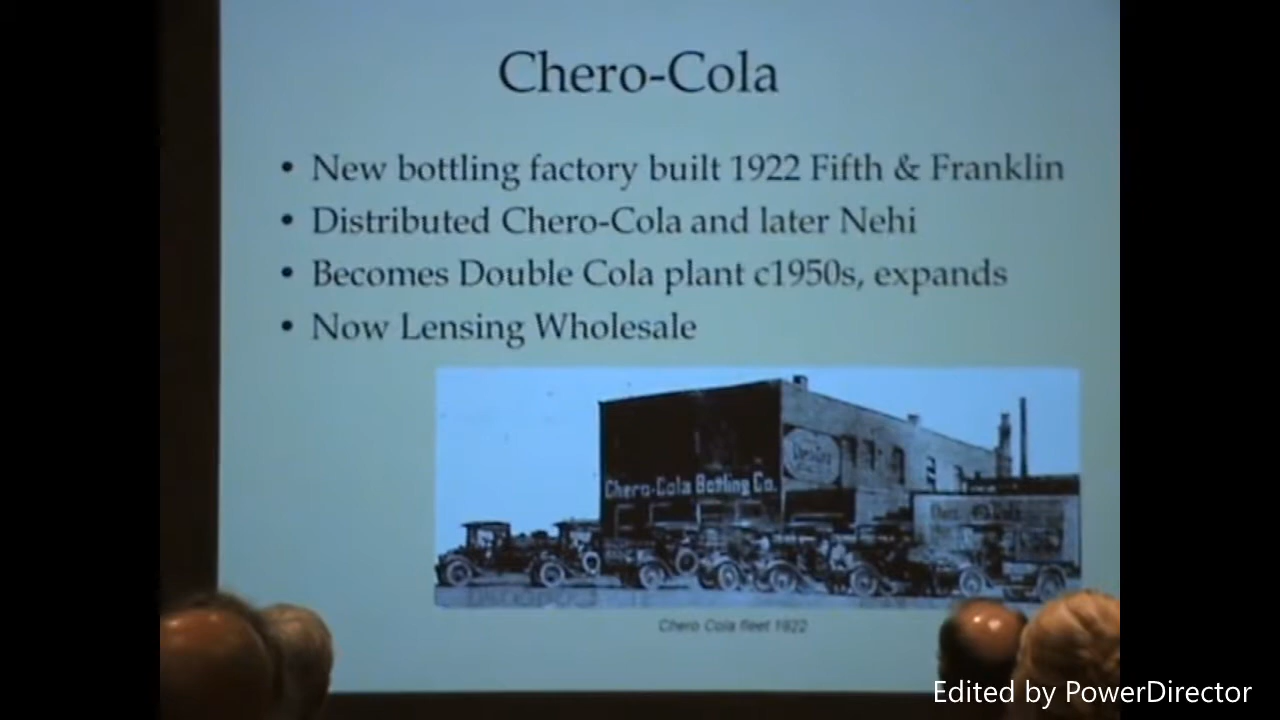 Chero-Cola
• New bottling factory built 1922 Fifth & Franklin
• Distributed Chero-Cola and later Nehi
• Becomes Double Cola plant c1950s, expands
• Now Lensing Wholesale
Chero-Cola Bottling Co.
Chero Cola fleet 1922
Edited by PowerDirector